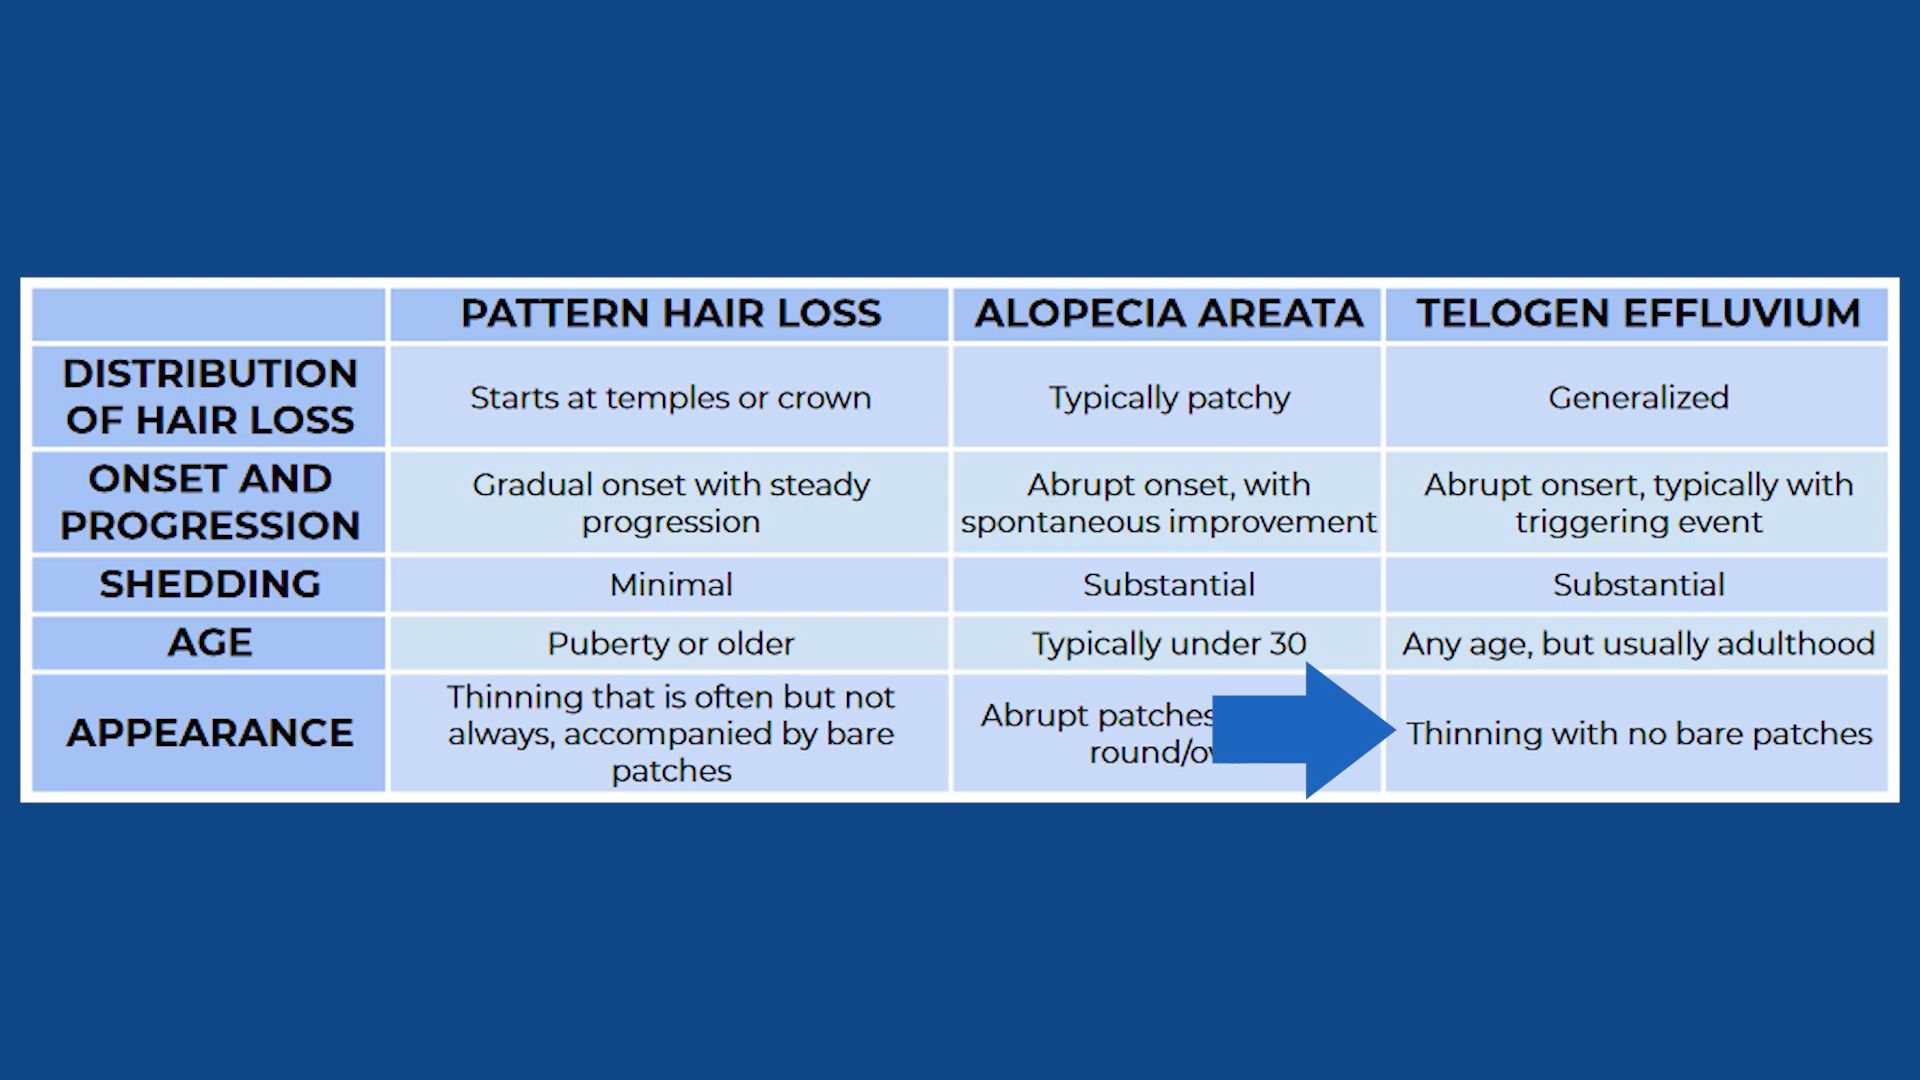 PATTERN HAIR LOSS
ALOPECIA AREATA
TELOGEN EFFLUVIUM
DISTRIBUTION
OF HAIR LOSS
Starts at temples or crown
Typically patchy
Generalized
ONSET AND
PROGRESSION
Gradual onset with steady
progression
Abrupt onset, with
spontaneous improvement
Abrupt onsert, typically with
triggering event
SHEDDING
Minimal
Substantial
Substantial
AGE
Puberty or older
Typically under 30
Any age, but usually adulthood
APPEARANCE
Thinning that is often but not
always, accompanied by bare
patches
Abrupt patches
Thinning with no bare patches